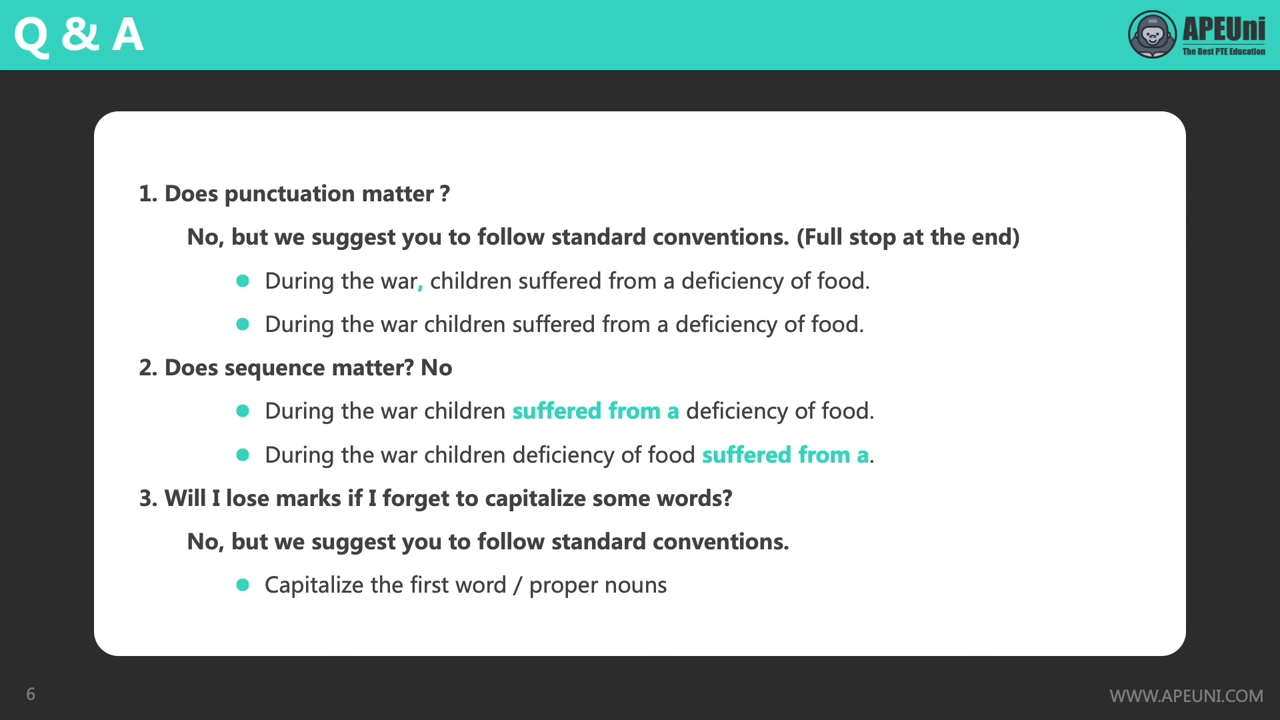 Q & A
APEUni
The Best PTE Education
1. Does punctuation matter ?
No, but we suggest you to follow standard conventions. (Full stop at the end)
During the war, children suffered from a deficiency of food.
During the war children suffered from a deficiency of food.
2. Does sequence matter? No
During the war children suffered from a deficiency of food.
During the war children deficiency of food suffered from a.
3. Will I lose marks if I forget to capitalize some words?
No, but we suggest you to follow standard conventions.
Capitalize the first word / proper nouns
6
WWW.APEUNI.COM